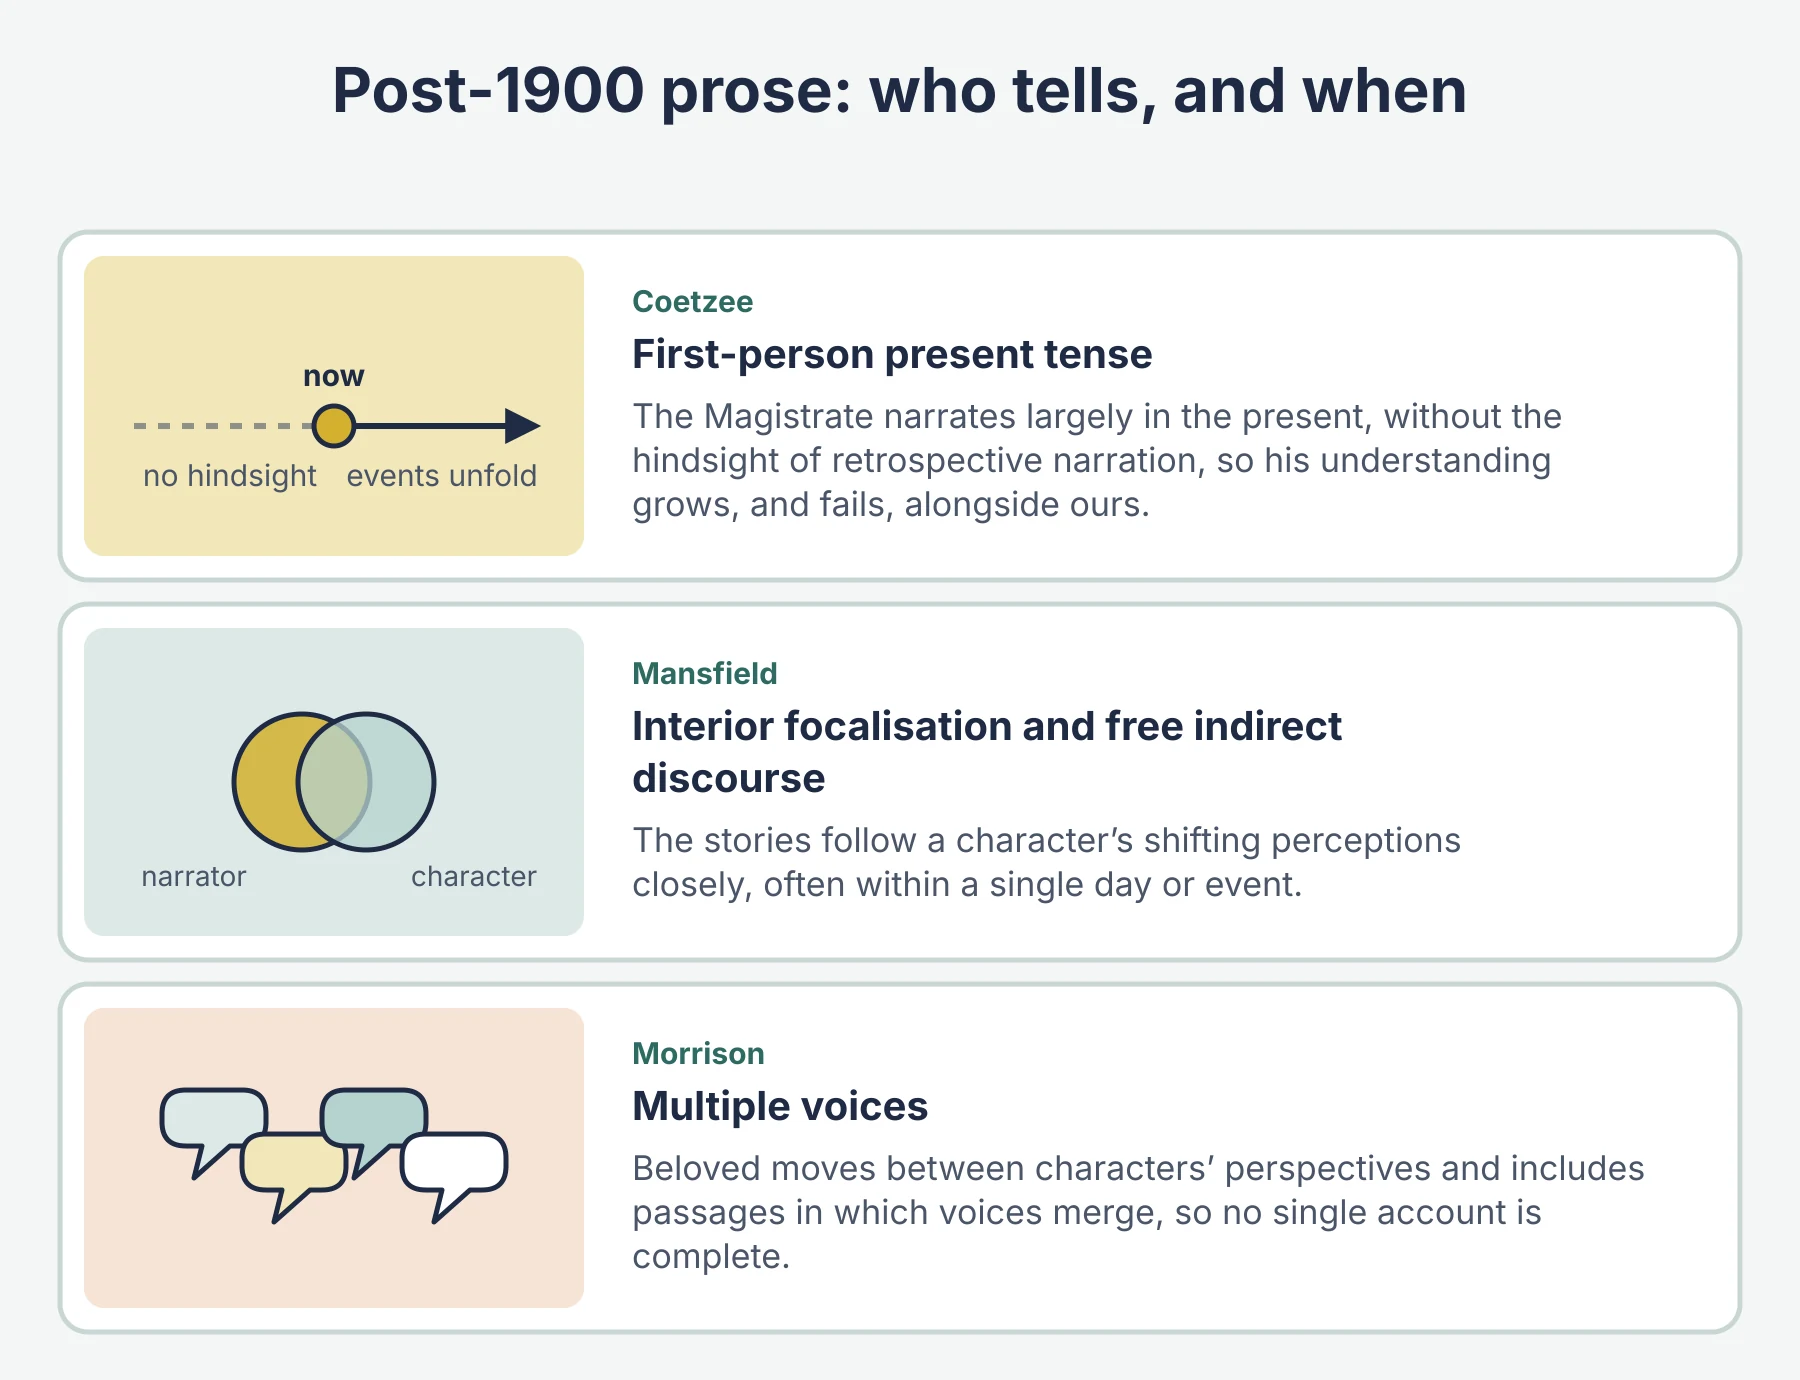 Post-1900 prose: who tells, and when
now
no hindsight
events unfold
Coetzee
First-person present tense
The Magistrate narrates largely in the present, without the
hindsight of retrospective narration, so his understanding
grows, and fails, alongside ours.
narrator
character
Mansfield
Interior focalisation and free indirect
discourse
The stories follow a character’s shifting perceptions
closely, often within a single day or event.
Morrison
Multiple voices
Beloved moves between characters’ perspectives and includes
passages in which voices merge, so no single account is
complete.